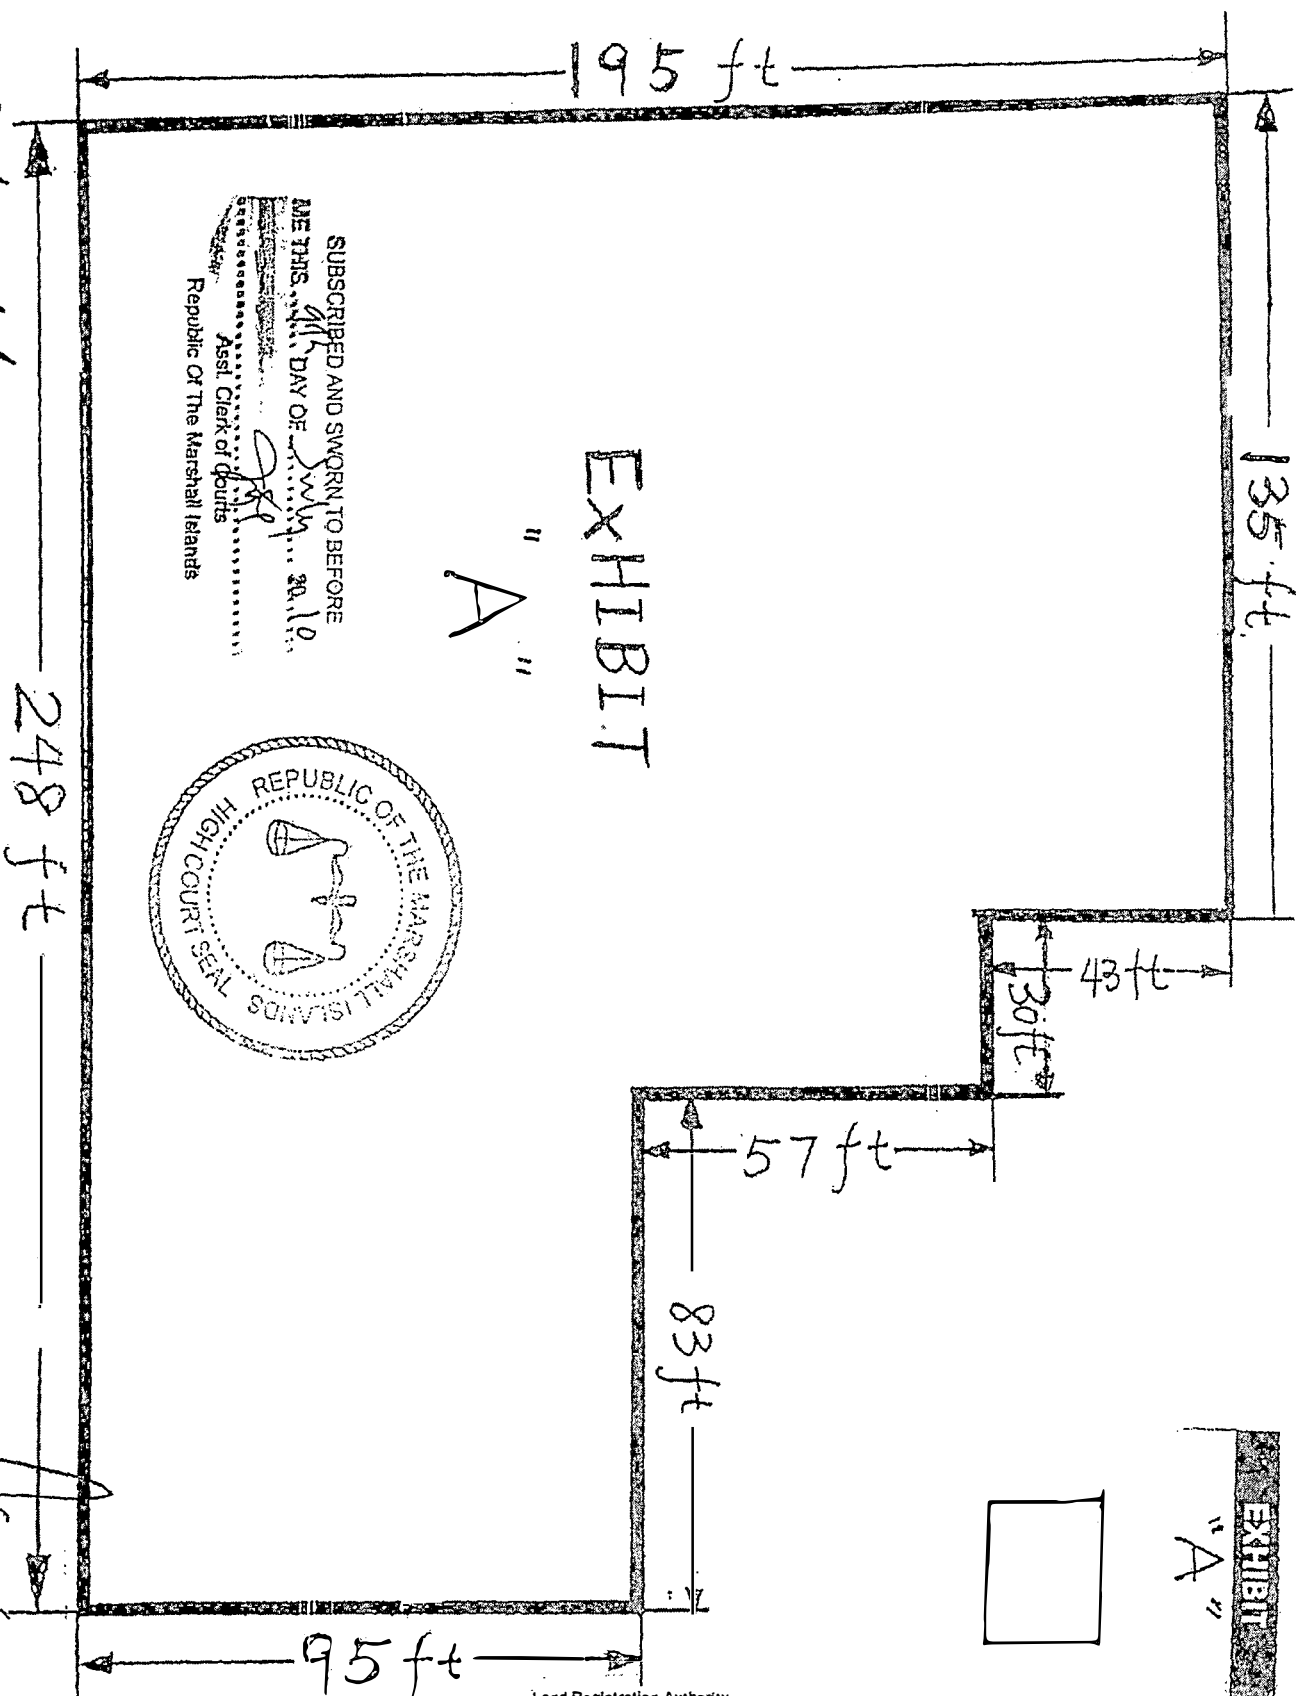 195 ft
135 ft.
43 ft
30 ft.
57 ft
83 ft
95 ft
248 ft
EXHIBIT
"A"
SUBSCRIBED AND SWORN TO BEFORE
ME THIS 9th DAY OF July 2010
Asst. Clerk of Courts
Republic Of The Marshall Islands
REPUBLIC OF THE MARSHALL ISLANDS
HIGH COURT SEAL
EXHIBIT
"A"
Land Registration Authority